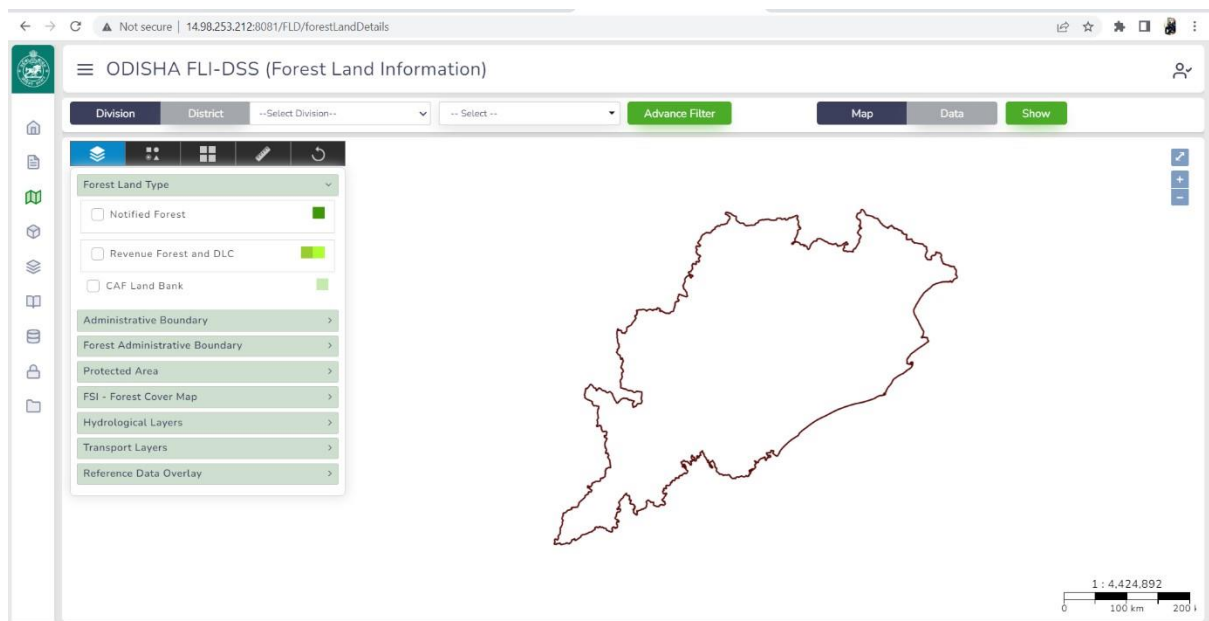 Not secure | 14.98.253.212:8081/FLD/forestLandDetails
ODISHA FLI-DSS (Forest Land Information)
Division District --Select Division-- -- Select -- Advance Filter Map Data Show
Forest Land Type
Notified Forest
Revenue Forest and DLC
CAF Land Bank
Administrative Boundary
Forest Administrative Boundary
Protected Area
FSI - Forest Cover Map
Hydrological Layers
Transport Layers
Reference Data Overlay
1 : 4,424,892
0 100 km 200